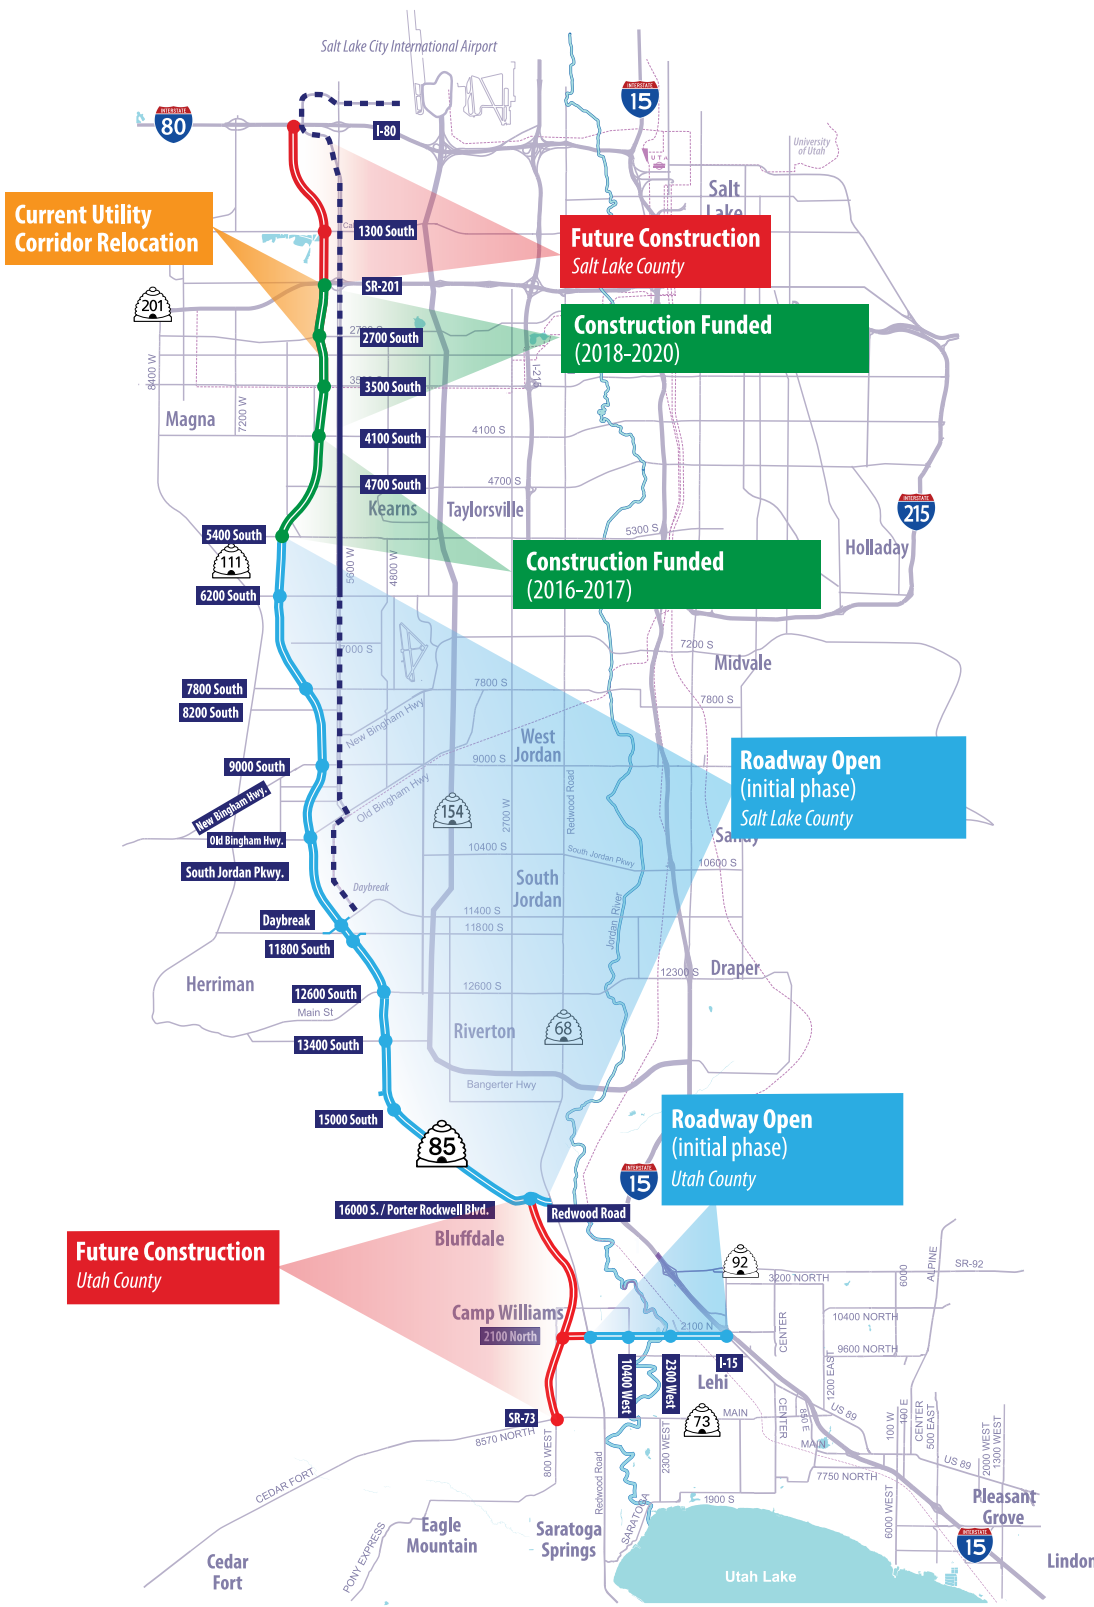 Salt Lake City International Airport
INTERSTATE
80
I-80
INTERSTATE
15
UTA
University
of Utah
Salt
Lake
Current Utility
Corridor Relocation
1300 South
Future Construction
Salt Lake County
SR-201
201
2700 South
Construction Funded
(2018-2020)
8400 W
7200 W
3500 South
I-215
Magna
4100 South
4100 S
4700 South
4700 S
Kearns
Taylorsville
INTERSTATE
215
5400 South
5300 S
Holladay
111
5600 W
4800 W
Construction Funded
(2016-2017)
6200 South
7000 S
7200 S
Midvale
7800 South
7800 S
7800 S
8200 South
New Bingham Hwy
West
Jordan
9000 South
9000 S
Roadway Open
(initial phase)
Salt Lake County
New Bingham Hwy.
Old Bingham Hwy
154
2700 W
Redwood Road
Sandy
Old Bingham Hwy.
10400 S
South Jordan Pkwy
10600 S
South Jordan Pkwy.
Daybreak
South
Jordan
Daybreak
11400 S
11800 S
Jordan River
11800 South
Herriman
12600 South
12600 S
12300 S
Draper
Main St
Riverton
68
13400 South
Bangerter Hwy
15000 South
85
Roadway Open
(initial phase)
Utah County
INTERSTATE
15
16000 S. / Porter Rockwell Blvd.
Redwood Road
Bluffdale
Future Construction
Utah County
92
SR-92
3200 NORTH
6000
ALPINE
Camp Williams
2100 North
2100 N
CENTER
10400 NORTH
9600 NORTH
10400 West
2300 West
I-15
Lehi
1200 EAST
SR-73
8570 NORTH
800 WEST
73
MAIN
CENTER
840 E
US 89
100 W
100 E
CENTER
500 EAST
MAIN
US 89
2000 WEST
1300 WEST
7750 NORTH
2300 WEST
Redwood Road
CEDAR FORT
1900 S
SARATOGA
6000 WEST
Pleasant
Grove
PONY EXPRESS
Eagle
Mountain
Saratoga
Springs
INTERSTATE
15
Cedar
Fort
Utah Lake
Lindon